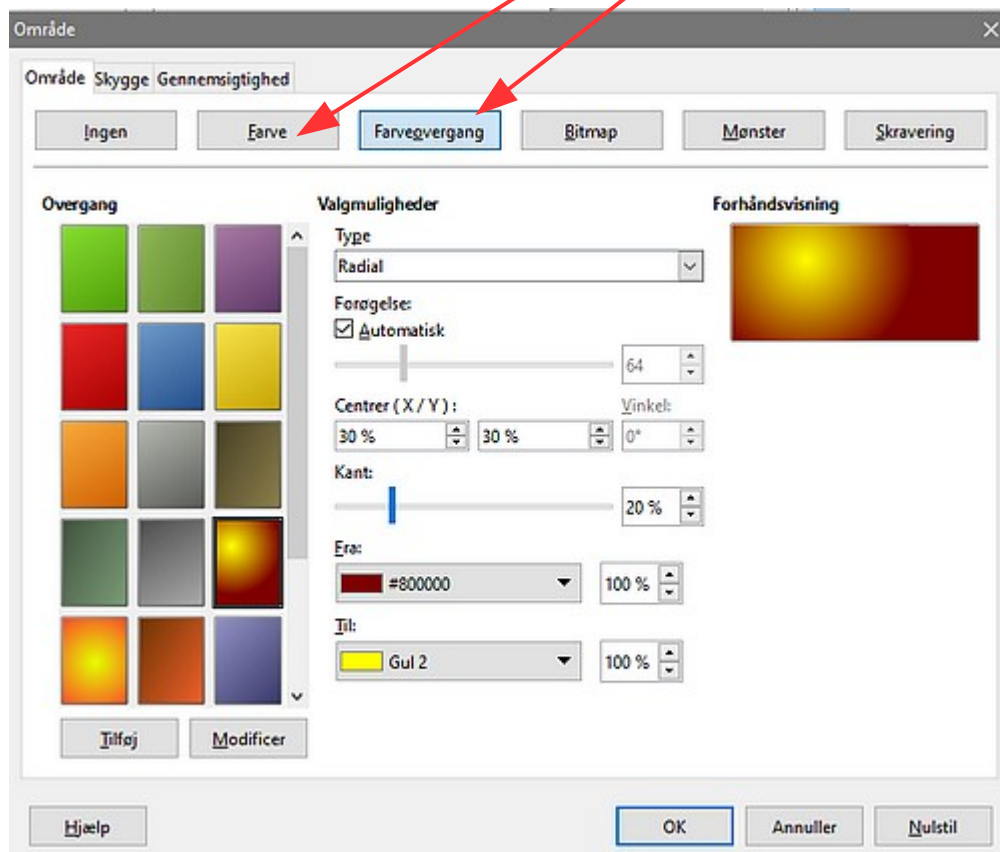 Område
Område Skygge Gennemsigtighed
Ingen Farve Farveovergang Bitmap Mønster Skravering
Overgang Valgmuligheder Forhåndsvisning
Type
Radial
Forøgelse:
Automatisk
64
Centrer ( X / Y ) : Vinkel:
30 % 30 % 0°
Kant:
20 %
Fra:
#800000 100 %
Til:
Gul 2 100 %
Tilføj Modificer
Hjælp OK Annuller Nulstil